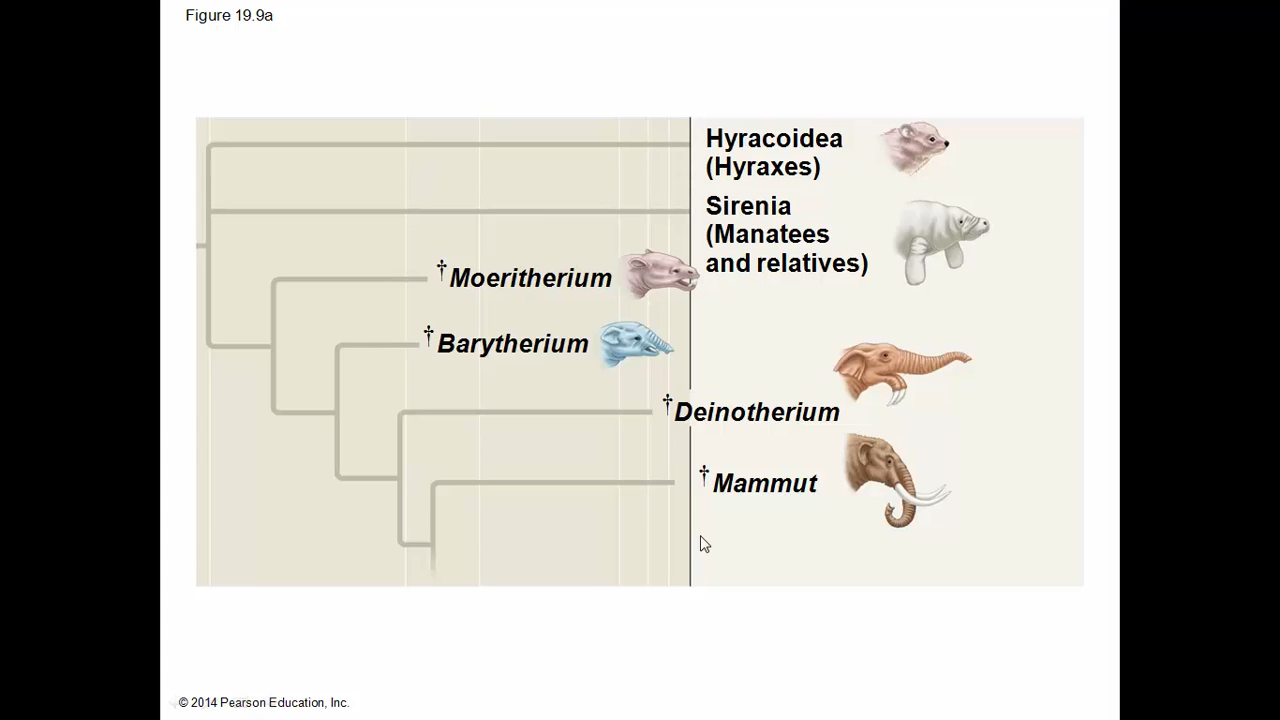 Figure 19.9a
Hyracoidea
(Hyraxes)
Sirenia
(Manatees
and relatives)
†Moeritherium
†Barytherium
†Deinotherium
†Mammut
© 2014 Pearson Education, Inc.